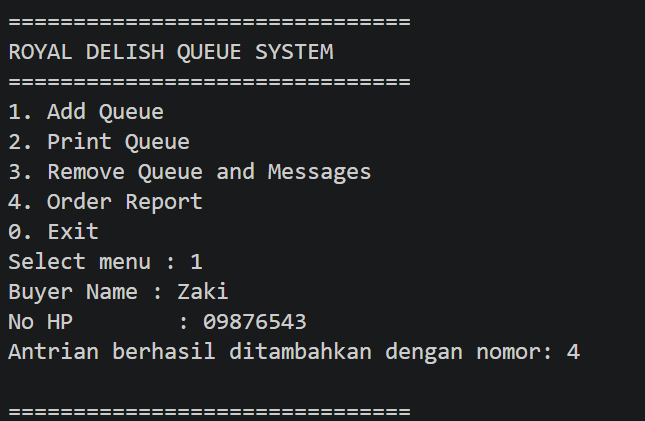 ===============================
ROYAL DELISH QUEUE SYSTEM
===============================
1. Add Queue
2. Print Queue
3. Remove Queue and Messages
4. Order Report
0. Exit
Select menu : 1
Buyer Name : Zaki
No HP        : 09876543
Antrian berhasil ditambahkan dengan nomor: 4
===============================